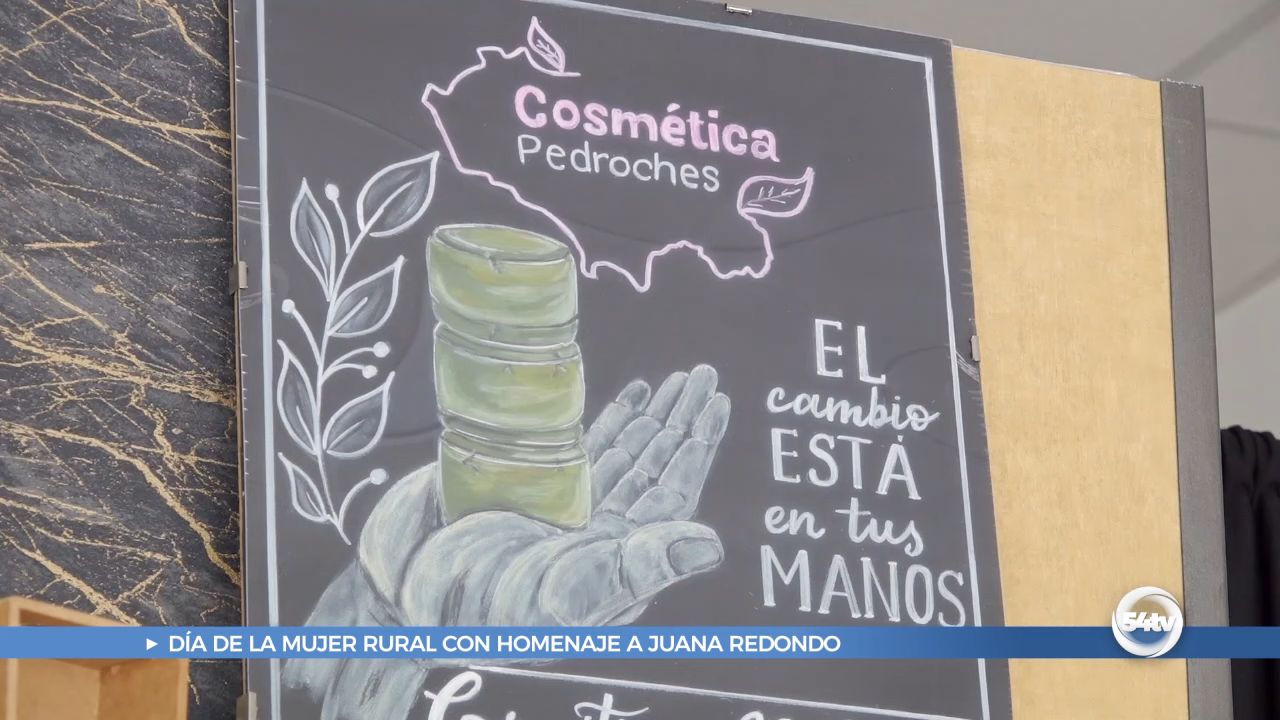 Cosmética
Pedroches
EL
cambio
ESTÁ
en tus
MANOS
DÍA DE LA MUJER RURAL CON HOMENAJE A JUANA REDONDO
54tv